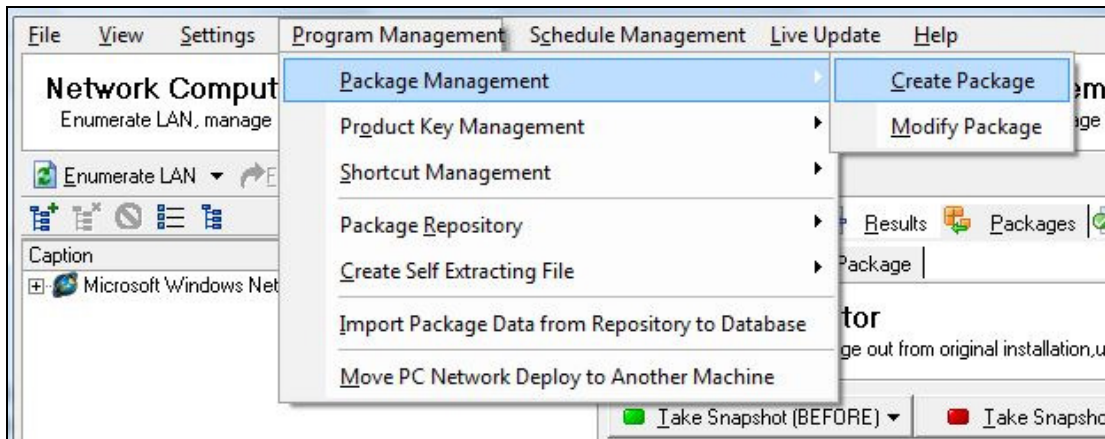 File View Settings Program Management Schedule Management Live Update Help
Network Comput
Enumerate LAN, manage
Package Management
Product Key Management
Shortcut Management
Package Repository
Create Self Extracting File
Import Package Data from Repository to Database
Move PC Network Deploy to Another Machine
Create Package
Modify Package
Enumerate LAN
Caption
Microsoft Windows Net
Results Packages
Package
tor
ge out from original installation,u
Take Snapshot (BEFORE) Take Snapsho